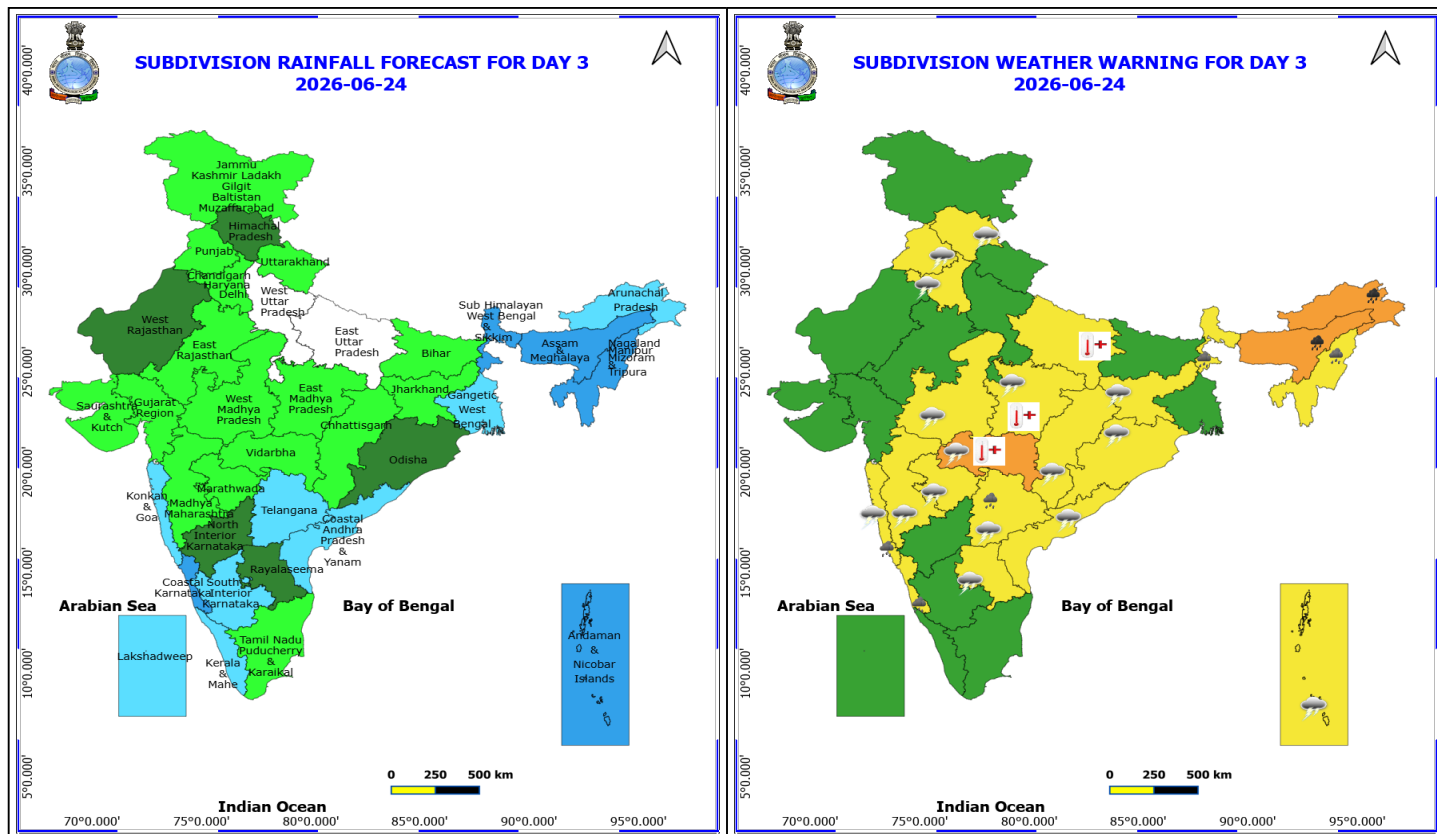 SUBDIVISION RAINFALL FORECAST FOR DAY 3
2026-06-24
40°0.000'
35°0.000'
30°0.000'
25°0.000'
20°0.000'
15°0.000'
10°0.000'
5°0.000'
Jammu
Kashmir Ladakh
Gilgit
Baltistan
Muzaffarabad
Himachal
Pradesh
Punjab
Uttarakhand
Chandigarh
Haryana
Delhi
West
Uttar
Pradesh
West
Rajasthan
East
Rajasthan
East
Uttar
Pradesh
Bihar
Sub Himalayan
West Bengal
&
Sikkim
Arunachal
Pradesh
Assam
&
Meghalaya
Nagaland
Manipur
Mizoram
&
Tripura
Jharkhand
Gangetic
West
Bengal
Saurashtra
&
Kutch
Gujarat
Region
West
Madhya
Pradesh
East
Madhya
Pradesh
Chhattisgarh
Odisha
Vidarbha
Marathwada
Madhya
Maharashtra
Konkan
&
Goa
North
Interior
Karnataka
Telangana
Coastal
Andhra
Pradesh
&
Yanam
Rayalaseema
Coastal
Karnataka
South
Interior
Karnataka
Tamil Nadu
Puducherry
&
Karaikal
Kerala
&
Mahe
Lakshadweep
Andaman
&
Nicobar
Islands
Arabian Sea
Bay of Bengal
Indian Ocean
0 250 500 km
70°0.000' 75°0.000' 80°0.000' 85°0.000' 90°0.000' 95°0.000'
SUBDIVISION WEATHER WARNING FOR DAY 3
2026-06-24
40°0.000'
35°0.000'
30°0.000'
25°0.000'
20°0.000'
15°0.000'
10°0.000'
5°0.000'
Arabian Sea
Bay of Bengal
Indian Ocean
0 250 500 km
70°0.000' 75°0.000' 80°0.000' 85°0.000' 90°0.000' 95°0.000'